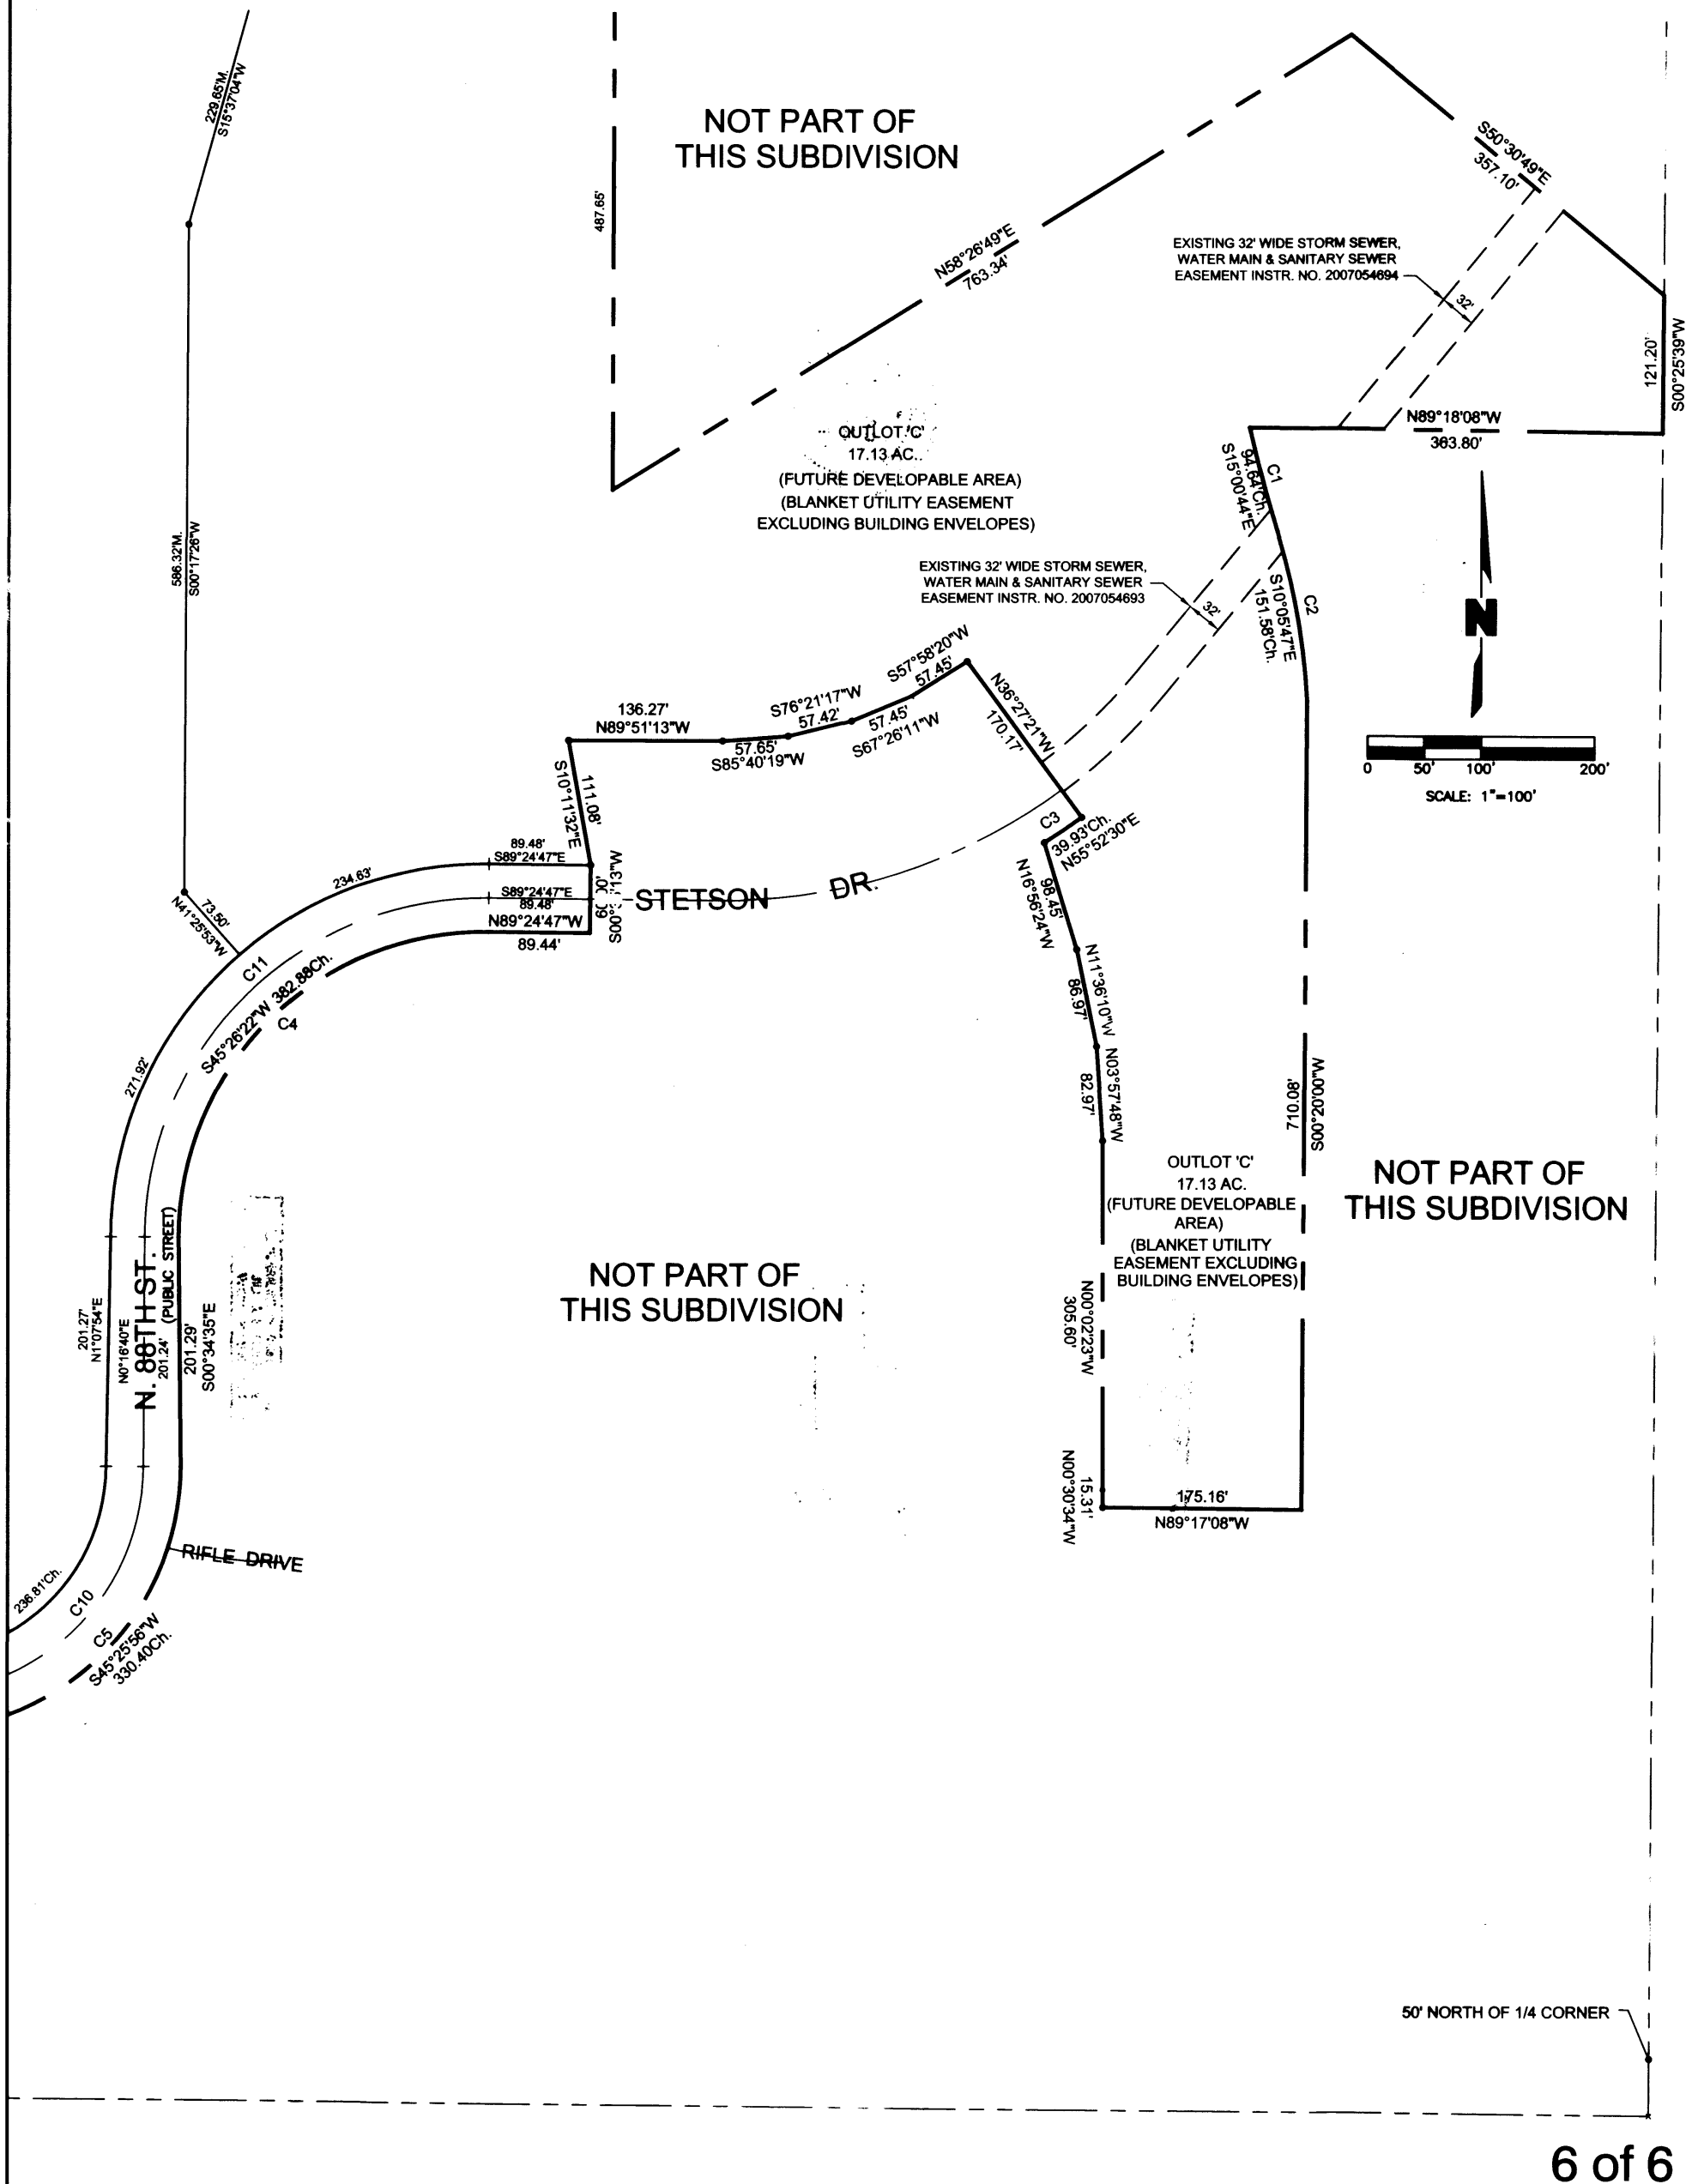 229.65'M.
S15°37'04"W
NOT PART OF
THIS SUBDIVISION
487.65'
N58°26'49"E
763.34'
S50°30'49"E
357.10'
EXISTING 32' WIDE STORM SEWER,
WATER MAIN & SANITARY SEWER
EASEMENT INSTR. NO. 2007054694
32'
121.20'
S00°25'39"W
N89°18'08"W
363.80'
OUTLOT 'C'
17.13 AC.
(FUTURE DEVELOPABLE AREA)
(BLANKET UTILITY EASEMENT
EXCLUDING BUILDING ENVELOPES)
C1
94.64'Ch.
S15°00'44"E
586.32'M.
S00°17'26"W
EXISTING 32' WIDE STORM SEWER,
WATER MAIN & SANITARY SEWER
EASEMENT INSTR. NO. 2007054693
32'
C2
S10°05'47"E
151.58'Ch.
N
0 50' 100' 200'
SCALE: 1"=100'
136.27'
N89°51'13"W
57.65'
S85°40'19"W
S76°21'17"W
57.42'
57.45'
S67°26'11"W
S57°58'20"W
57.45'
N36°27'21"W
170.17'
111.08'
S10°11'32"E
C3
39.93'Ch.
N55°52'30"E
89.48'
S89°24'47"E
S89°24'47"E
89.48'
N89°24'47"W
89.44'
STETSON DR.
234.63'
73.50'
N41°25'53"W
C11
S45°26'22"W 382.88Ch.
C4
271.92'
98.45'
N16°56'24"W
N11°36'10"W
86.97'
N03°57'48"W
82.97'
710.08'
S00°20'00"W
OUTLOT 'C'
17.13 AC.
(FUTURE DEVELOPABLE
AREA)
(BLANKET UTILITY
EASEMENT EXCLUDING
BUILDING ENVELOPES)
NOT PART OF
THIS SUBDIVISION
NOT PART OF
THIS SUBDIVISION
201.27'
N1°07'54"E
N0°16'40"E
N. 88TH ST.
201.24'
(PUBLIC STREET)
201.29'
S00°34'35"E
N00°02'23"W
305.60'
15.31'
N00°30'34"W
175.16'
N89°17'08"W
RIFLE DRIVE
236.81'Ch.
C10
C5
S45°25'56"W
330.40Ch.
50' NORTH OF 1/4 CORNER
6 of 6